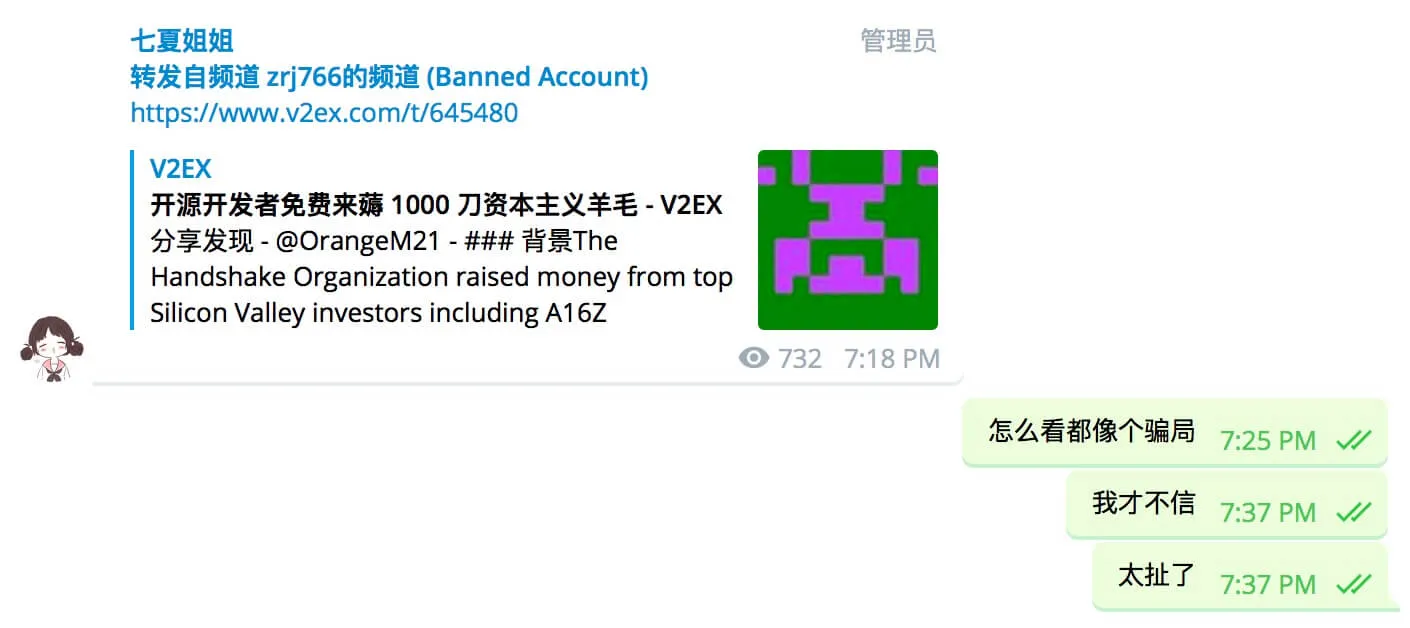 七夏姐姐 管理员
转发自频道 zrj766的频道 (Banned Account)
https://www.v2ex.com/t/645480
V2EX
开源开发者免费来薅 1000 刀资本主义羊毛 - V2EX
分享发现 - @OrangeM21 - ### 背景The
Handshake Organization raised money from top
Silicon Valley investors including A16Z
732 7:18 PM
怎么看都像个骗局 7:25 PM
我才不信 7:37 PM
太扯了 7:37 PM